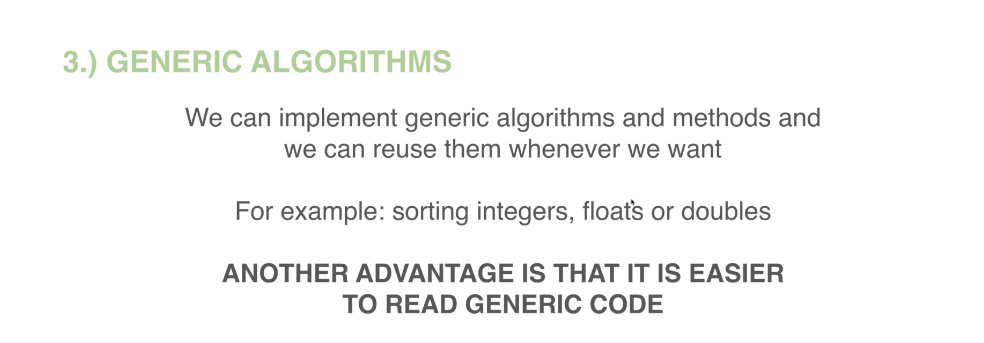 3.) GENERIC ALGORITHMS
We can implement generic algorithms and methods and
we can reuse them whenever we want
For example: sorting integers, floats or doubles
ANOTHER ADVANTAGE IS THAT IT IS EASIER
TO READ GENERIC CODE